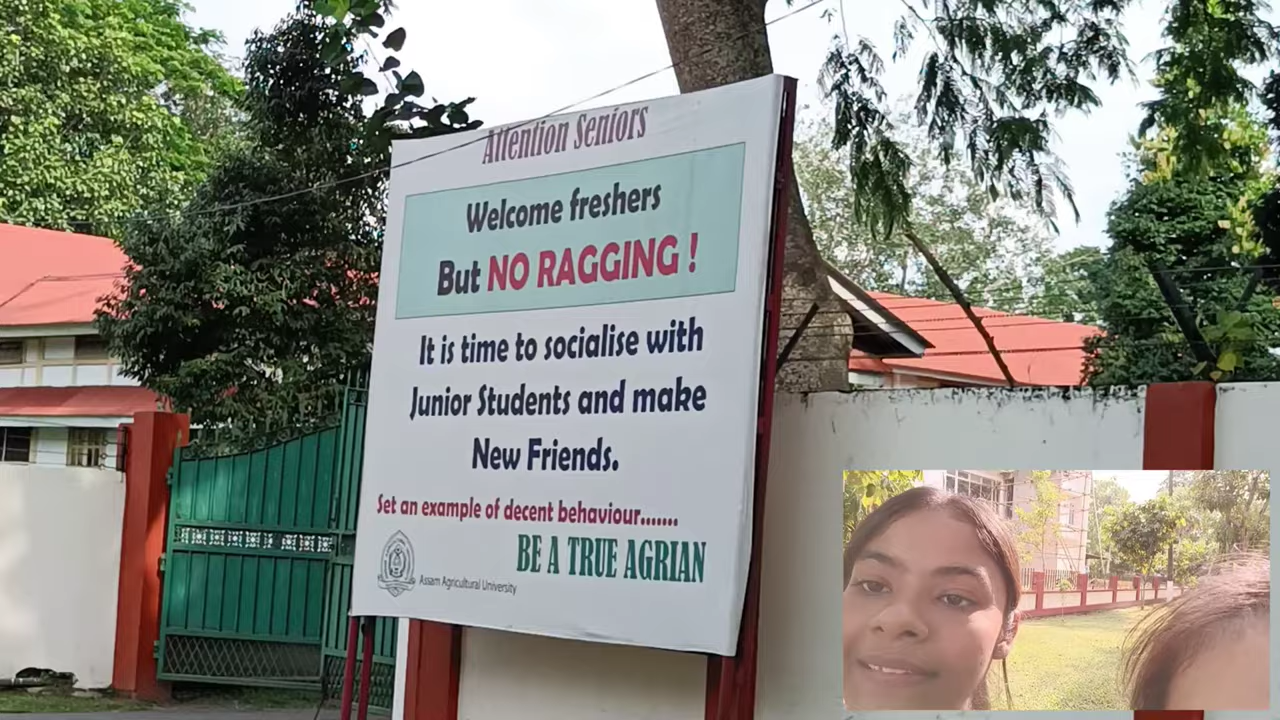 Attention Seniors
Welcome freshers
But NO RAGGING !
It is time to socialise with
Junior Students and make
New Friends.
Set an example of decent behaviour.......
BE A TRUE AGRIAN
Assam Agricultural University